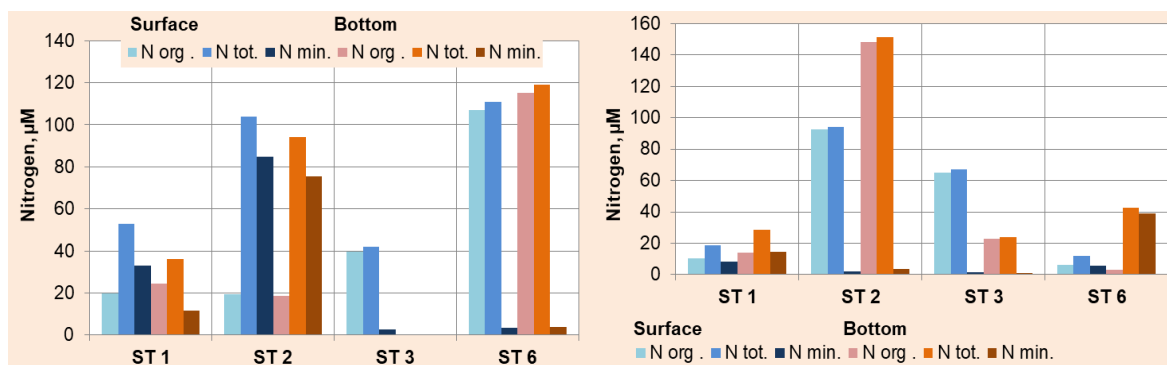 Surface Bottom
N org . N tot. N min. N org . N tot. N min.
Nitrogen, µM
140
120
100
80
60
40
20
0
ST 1 ST 2 ST 3 ST 6
Nitrogen, µM
160
140
120
100
80
60
40
20
0
ST 1 ST 2 ST 3 ST 6
Surface Bottom
N org . N tot. N min. N org . N tot. N min.